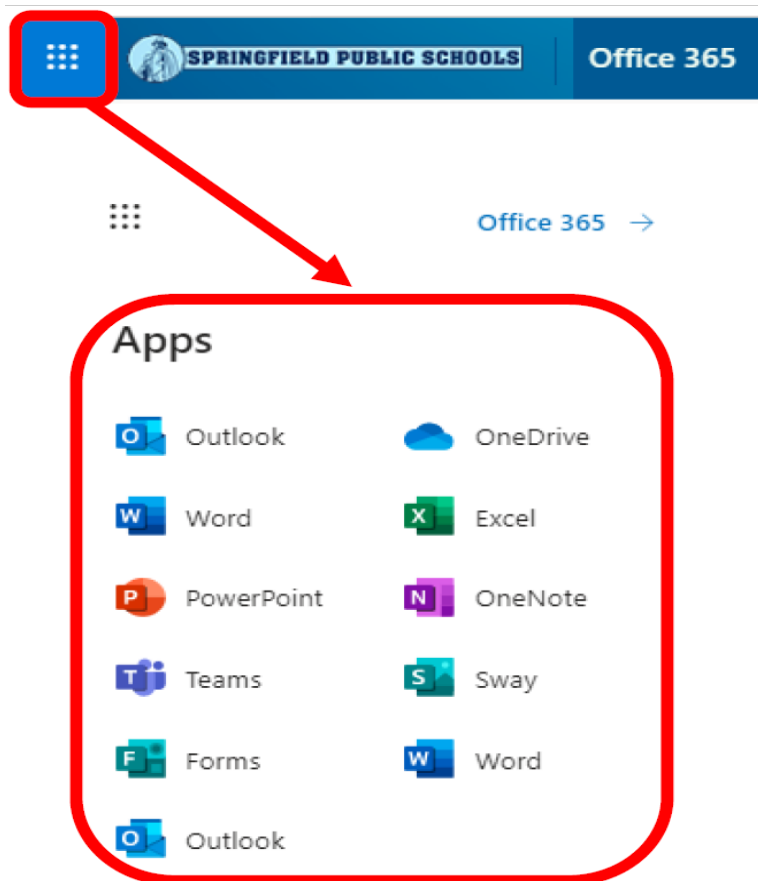 SPRINGFIELD PUBLIC SCHOOLS Office 365
Office 365 →
Apps
Outlook OneDrive
Word Excel
PowerPoint OneNote
Teams Sway
Forms Word
Outlook